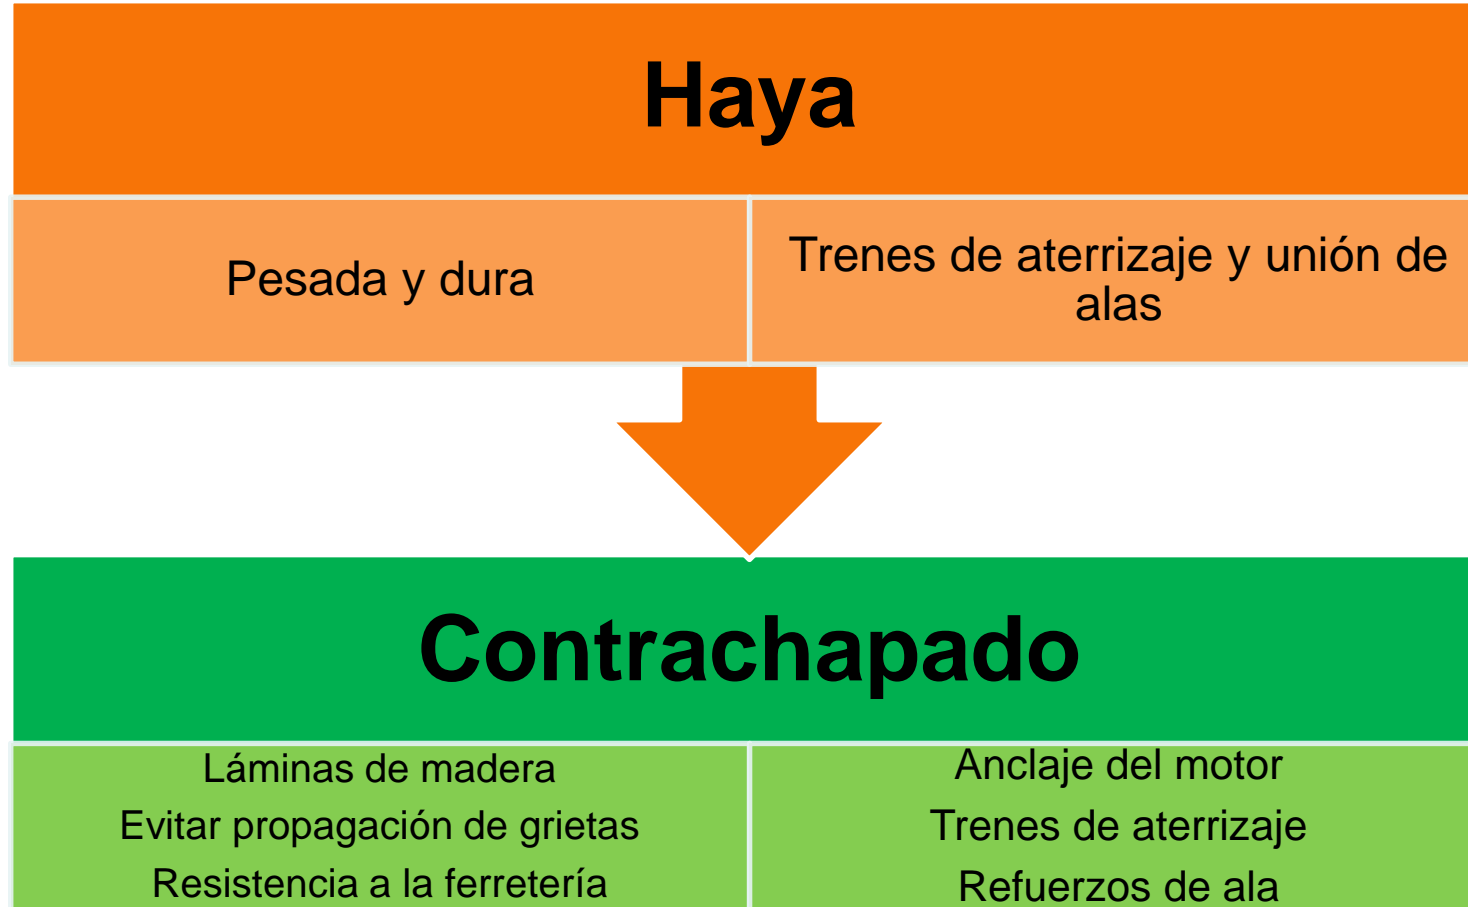 Haya
Pesada y dura
Trenes de aterrizaje y unión de
alas
Contrachapado
Láminas de madera
Evitar propagación de grietas
Resistencia a la ferretería
Anclaje del motor
Trenes de aterrizaje
Refuerzos de ala